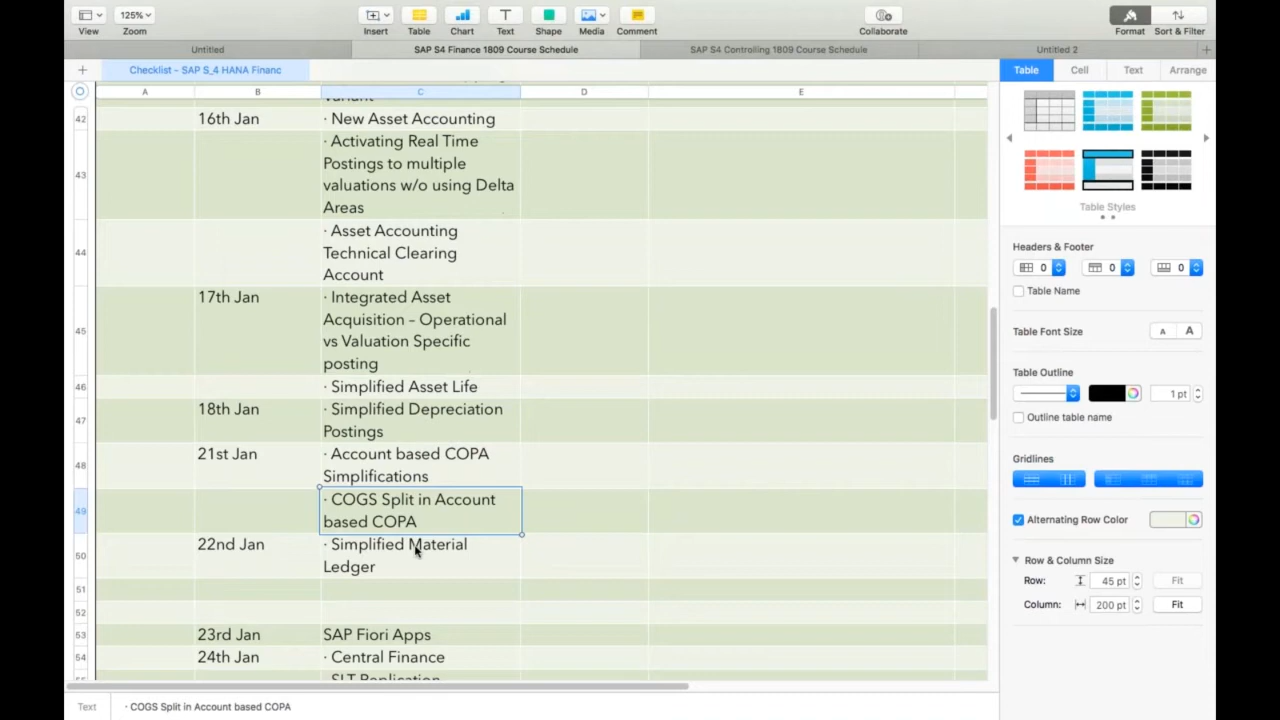 125%
View
Zoom
Insert
Table
Chart
Text
Shape
Media
Comment
Collaborate
Format
Sort & Filter
Untitled
SAP S4 Finance 1809 Course Schedule
SAP S4 Controlling 1809 Course Schedule
Untitled 2
Checklist – SAP S_4 HANA Financ
Table
Cell
Text
Arrange
A
B
C
D
E
42
16th Jan
· New Asset Accounting
43
· Activating Real Time
Postings to multiple
valuations w/o using Delta
Areas
44
· Asset Accounting
Technical Clearing
Account
45
17th Jan
· Integrated Asset
Acquisition – Operational
vs Valuation Specific
posting
46
· Simplified Asset Life
47
18th Jan
· Simplified Depreciation
Postings
48
21st Jan
· Account based COPA
Simplifications
49
· COGS Split in Account
based COPA
50
22nd Jan
· Simplified Material
Ledger
51
52
53
23rd Jan
SAP Fiori Apps
54
24th Jan
· Central Finance
Text
· COGS Split in Account based COPA
Table Styles
Headers & Footer
0
0
0
Table Name
Table Font Size
A
A
Table Outline
1 pt
Outline table name
Gridlines
Alternating Row Color
Row & Column Size
Row:
45 pt
Fit
Column:
200 pt
Fit